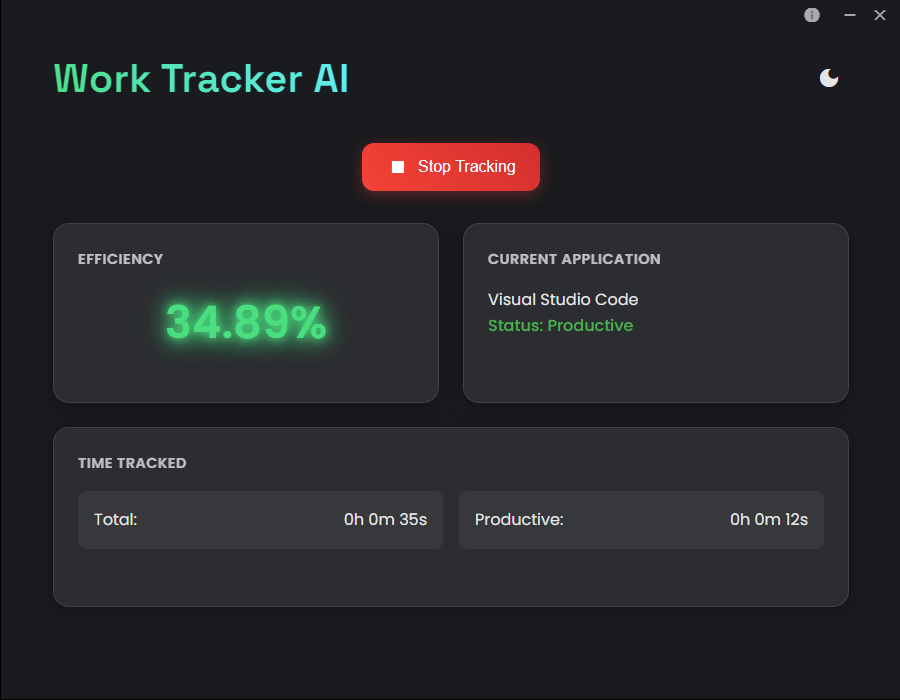 Work Tracker AI
Stop Tracking
EFFICIENCY
34.89%
CURRENT APPLICATION
Visual Studio Code
Status: Productive
TIME TRACKED
Total: 0h 0m 35s
Productive: 0h 0m 12s